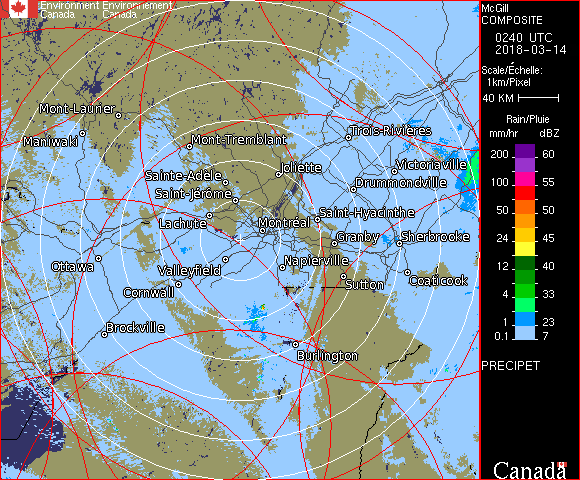 Environment Environnement
Canada Canada
McGill
COMPOSITE
0240 UTC
2018-03-14
Scale/Échelle:
1km/Pixel
40 KM
Rain/Pluie
mm/hr dBZ
200 60
100 55
50 50
45 45
24 45
12 40
4 33
1 23
0.1 7
PRECIPET
Mont-Laurier
Maniwaki
Mont-Tremblant
Trois-Rivières
Joliette
Victoriaville
Sainte-Adèle
Drummondville
Saint-Jérôme
Saint-Hyacinthe
Lachute
Montréal
Granby
Sherbrooke
Ottawa
Valleyfield
Napierville
Sutton
Coaticook
Cornwall
Brockville
Burlington
Canada